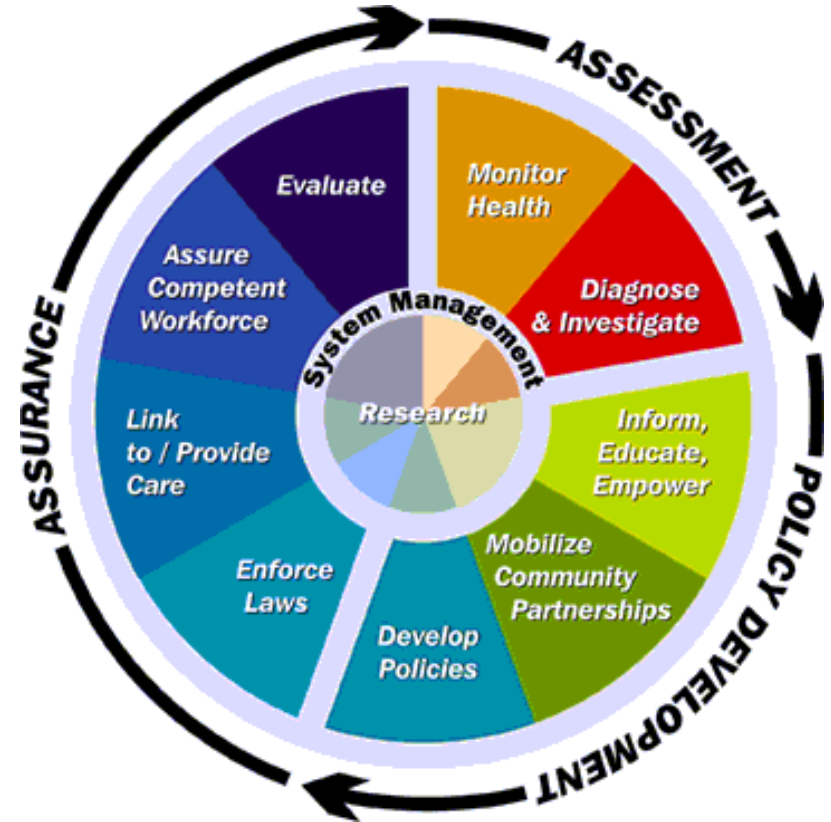 ASSESSMENT
POLICY DEVELOPMENT
ASSURANCE
Monitor
Health
Diagnose
& Investigate
Inform,
Educate,
Empower
Mobilize
Community
Partnerships
Develop
Policies
Enforce
Laws
Link
to / Provide
Care
Assure
Competent
Workforce
Evaluate
System Management
Research